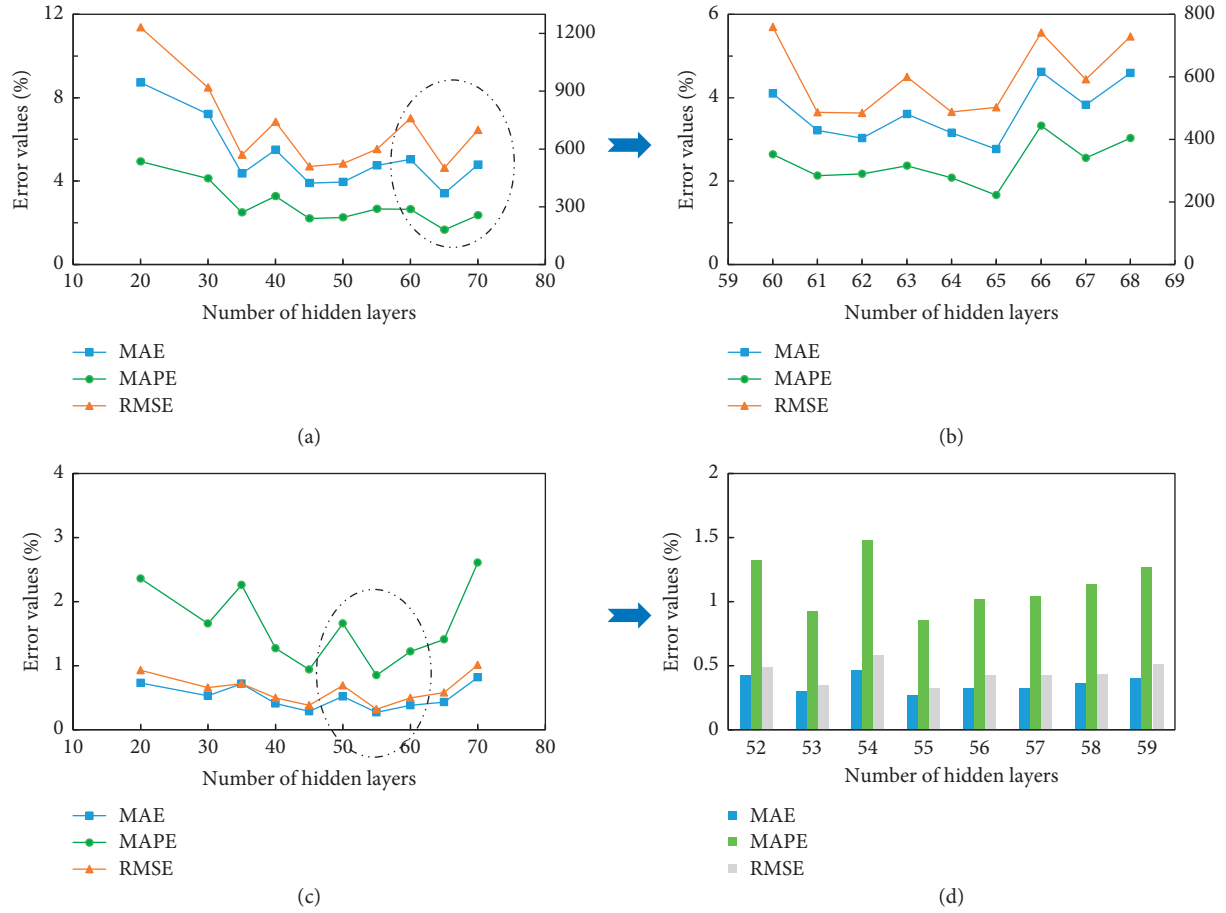 12
8
4
0
Error values (%)
1200
900
600
300
0
10 20 30 40 50 60 70 80
Number of hidden layers
MAE
MAPE
RMSE
(a)
6
4
2
0
Error values (%)
800
600
400
200
0
59 60 61 62 63 64 65 66 67 68 69
Number of hidden layers
MAE
MAPE
RMSE
(b)
4
3
2
1
0
Error values (%)
10 20 30 40 50 60 70 80
Number of hidden layers
MAE
MAPE
RMSE
(c)
2
1.5
1
0.5
0
Error values (%)
52 53 54 55 56 57 58 59
Number of hidden layers
MAE
MAPE
RMSE
(d)